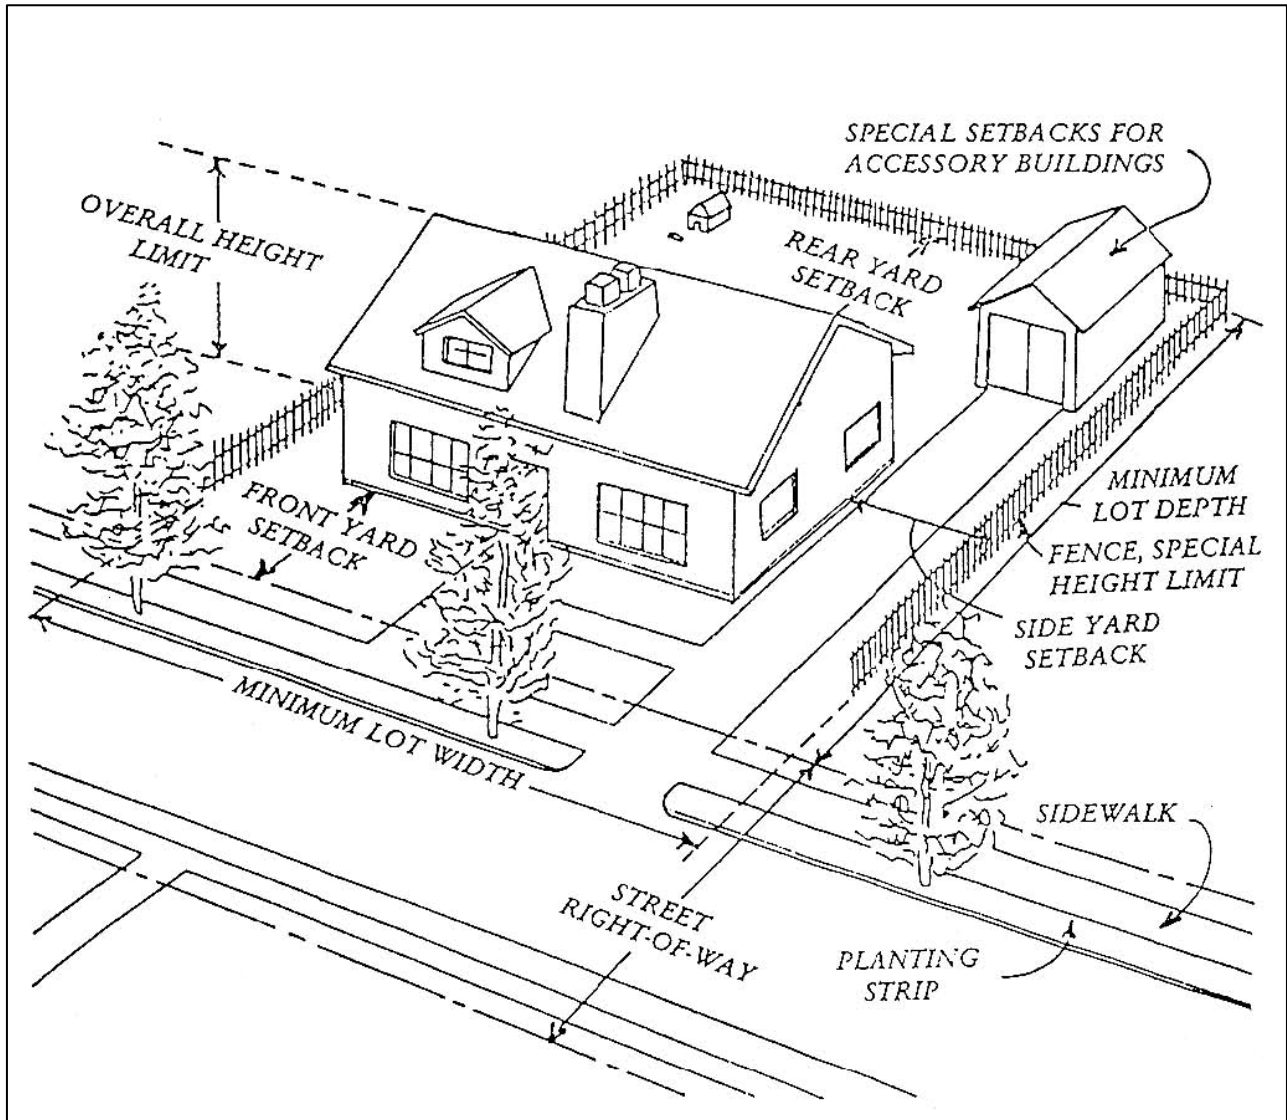 SPECIAL SETBACKS FOR
ACCESSORY BUILDINGS
OVERALL HEIGHT
LIMIT
REAR YARD
SETBACK
FRONT YARD
SETBACK
MINIMUM
LOT DEPTH
FENCE, SPECIAL
HEIGHT LIMIT
SIDE YARD
SETBACK
MINIMUM LOT WIDTH
SIDEWALK
STREET
RIGHT-OF-WAY
PLANTING
STRIP